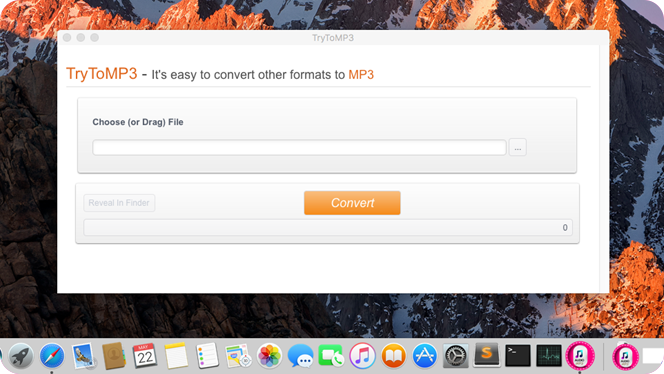 TryToMP3
TryToMP3 - It's easy to convert other formats to MP3
Choose (or Drag) File
...
Reveal In Finder
Convert
0
MAY
22
S
>_